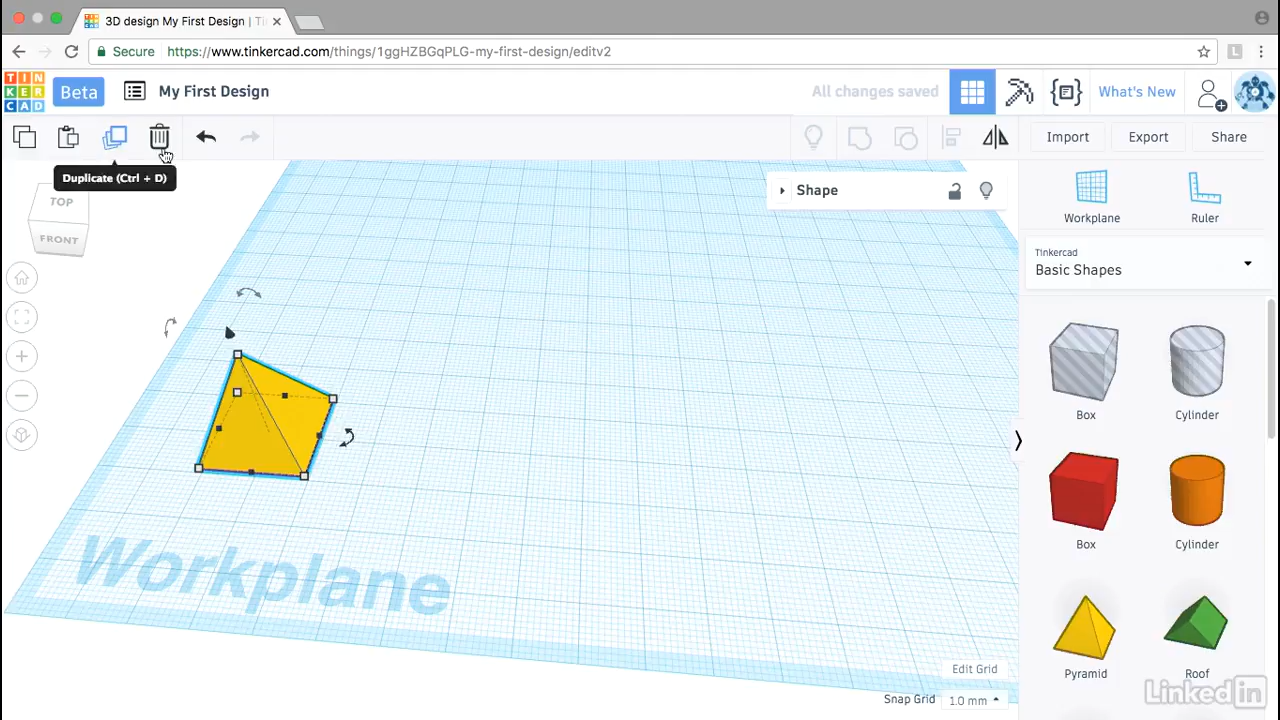 3D design My First Design | Ti
Secure
https://www.tinkercad.com/things/1ggHZBGqPLG-my-first-design/editv2
L
TIN
KER
CAD
Beta
My First Design
All changes saved
What's New
Import
Export
Share
Duplicate (Ctrl + D)
TOP
FRONT
Shape
Workplane
Ruler
Tinkercad
Basic Shapes
Box
Cylinder
Box
Cylinder
Pyramid
Roof
Workplane
Edit Grid
Snap Grid
1.0 mm
Linked in